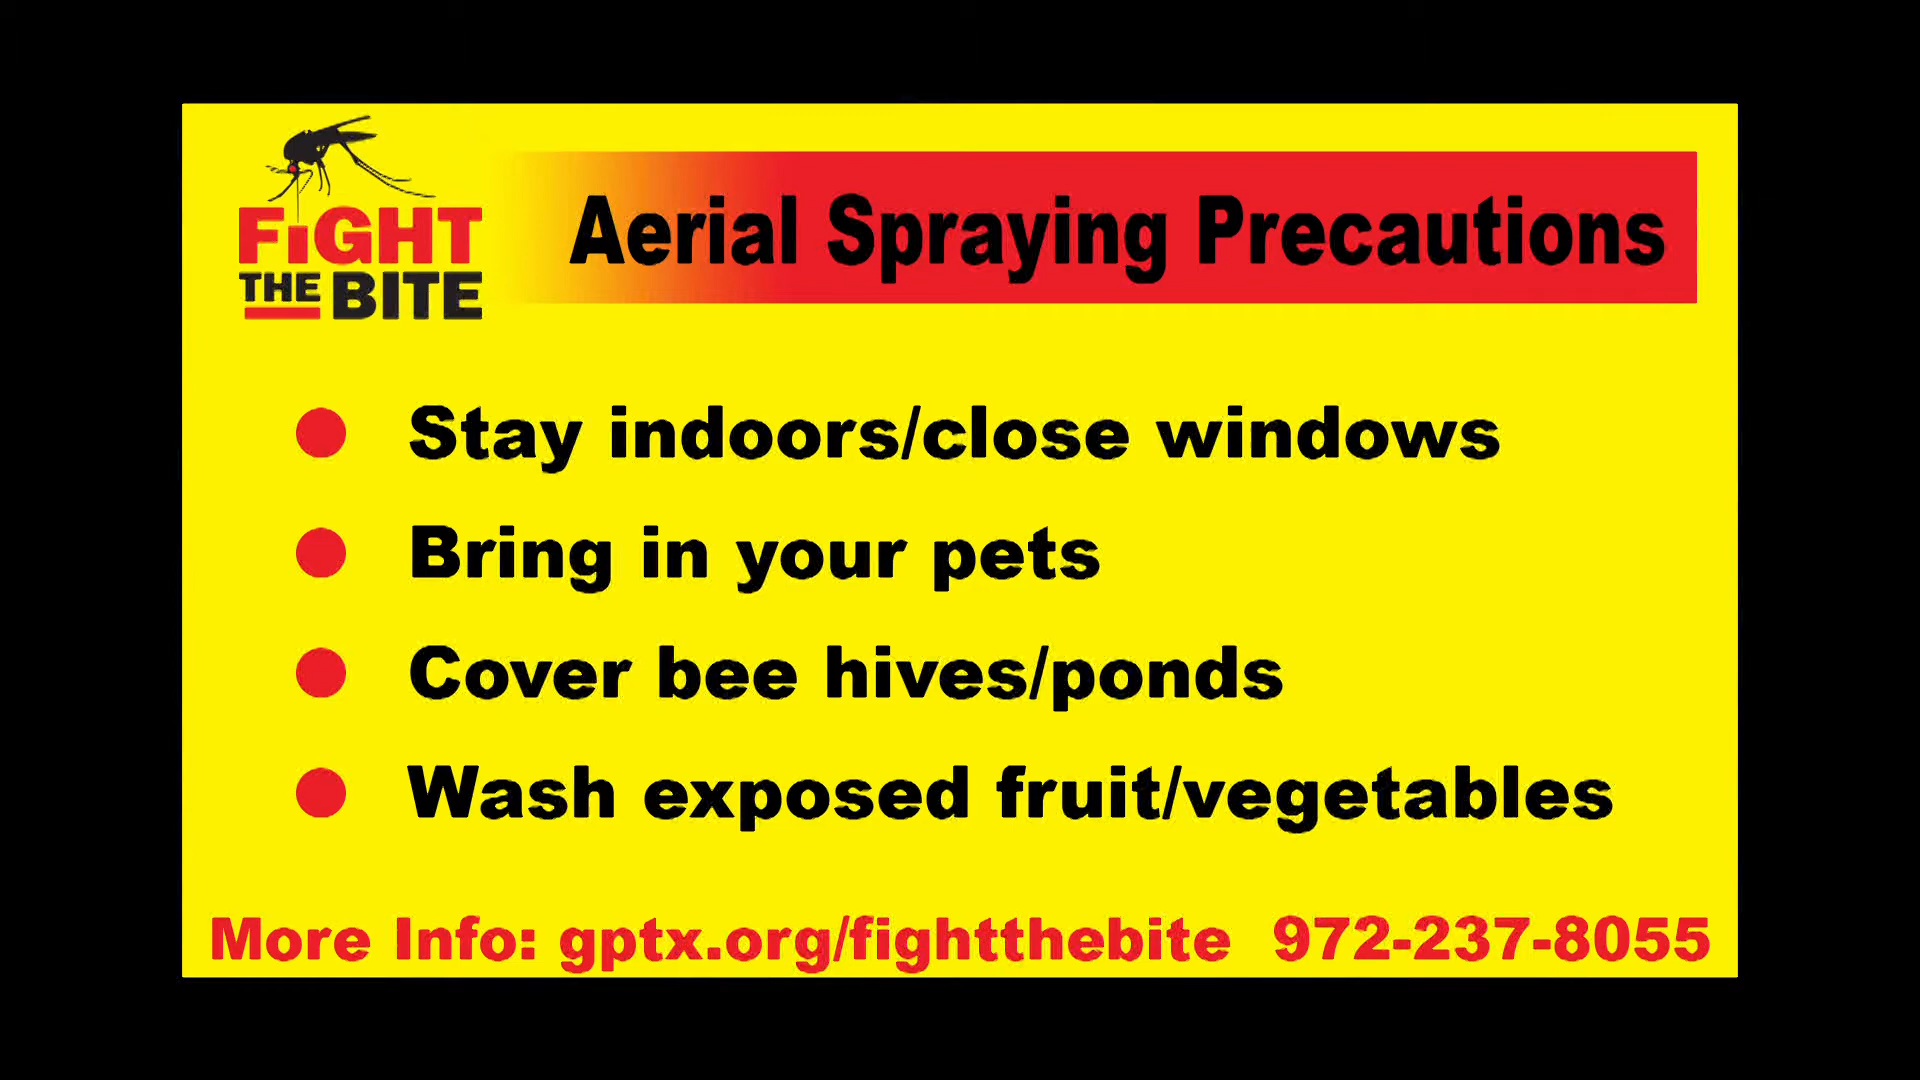 FiGHT
THE BITE
Aerial Spraying Precautions
Stay indoors/close windows
Bring in your pets
Cover bee hives/ponds
Wash exposed fruit/vegetables
More Info: gptx.org/fightthebite 972-237-8055